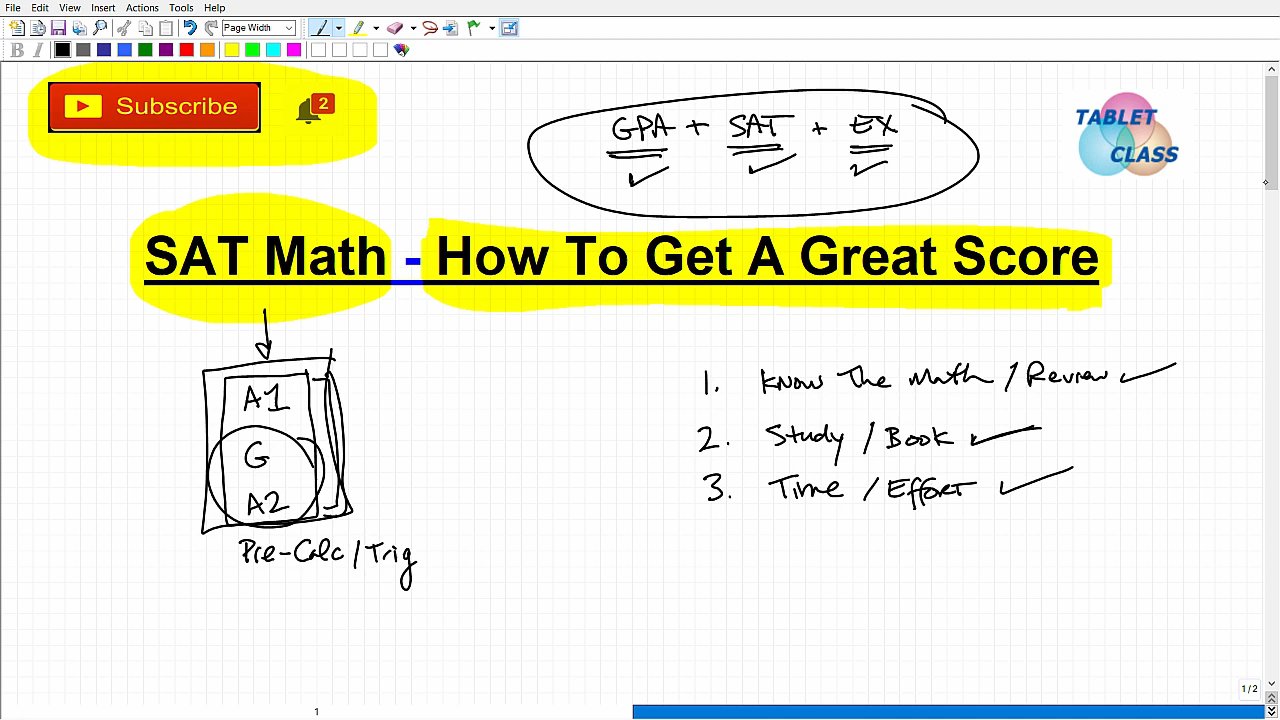 File Edit View Insert Actions Tools Help
Page Width
B I
Subscribe 2
GPA + SAT + EX
TABLET
CLASS
SAT Math - How To Get A Great Score
A1
G
A2
Pre-Calc/Trig
1. Know The Math / Review
2. Study / Book
3. Time / Effort
1/2
1